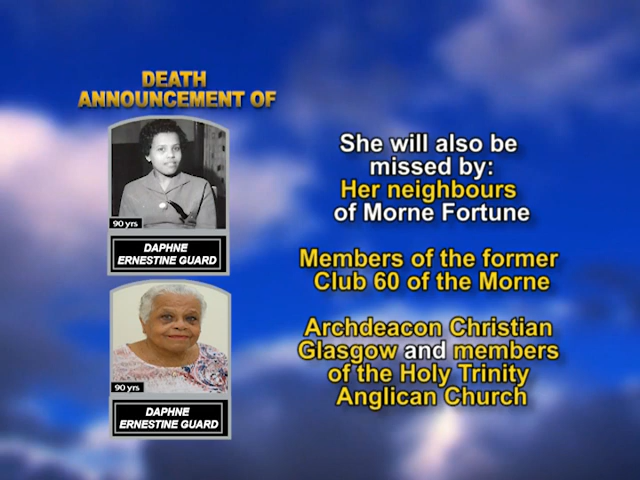 DEATH
ANNOUNCEMENT OF
90 yrs
DAPHNE
ERNESTINE GUARD
90 yrs
DAPHNE
ERNESTINE GUARD
She will also be
missed by:
Her neighbours
of Morne Fortune
Members of the former
Club 60 of the Morne
Archdeacon Christian
Glasgow and members
of the Holy Trinity
Anglican Church